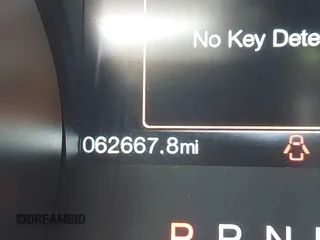 No Key Dete
062667.8mi
P R N
©DREAMBID